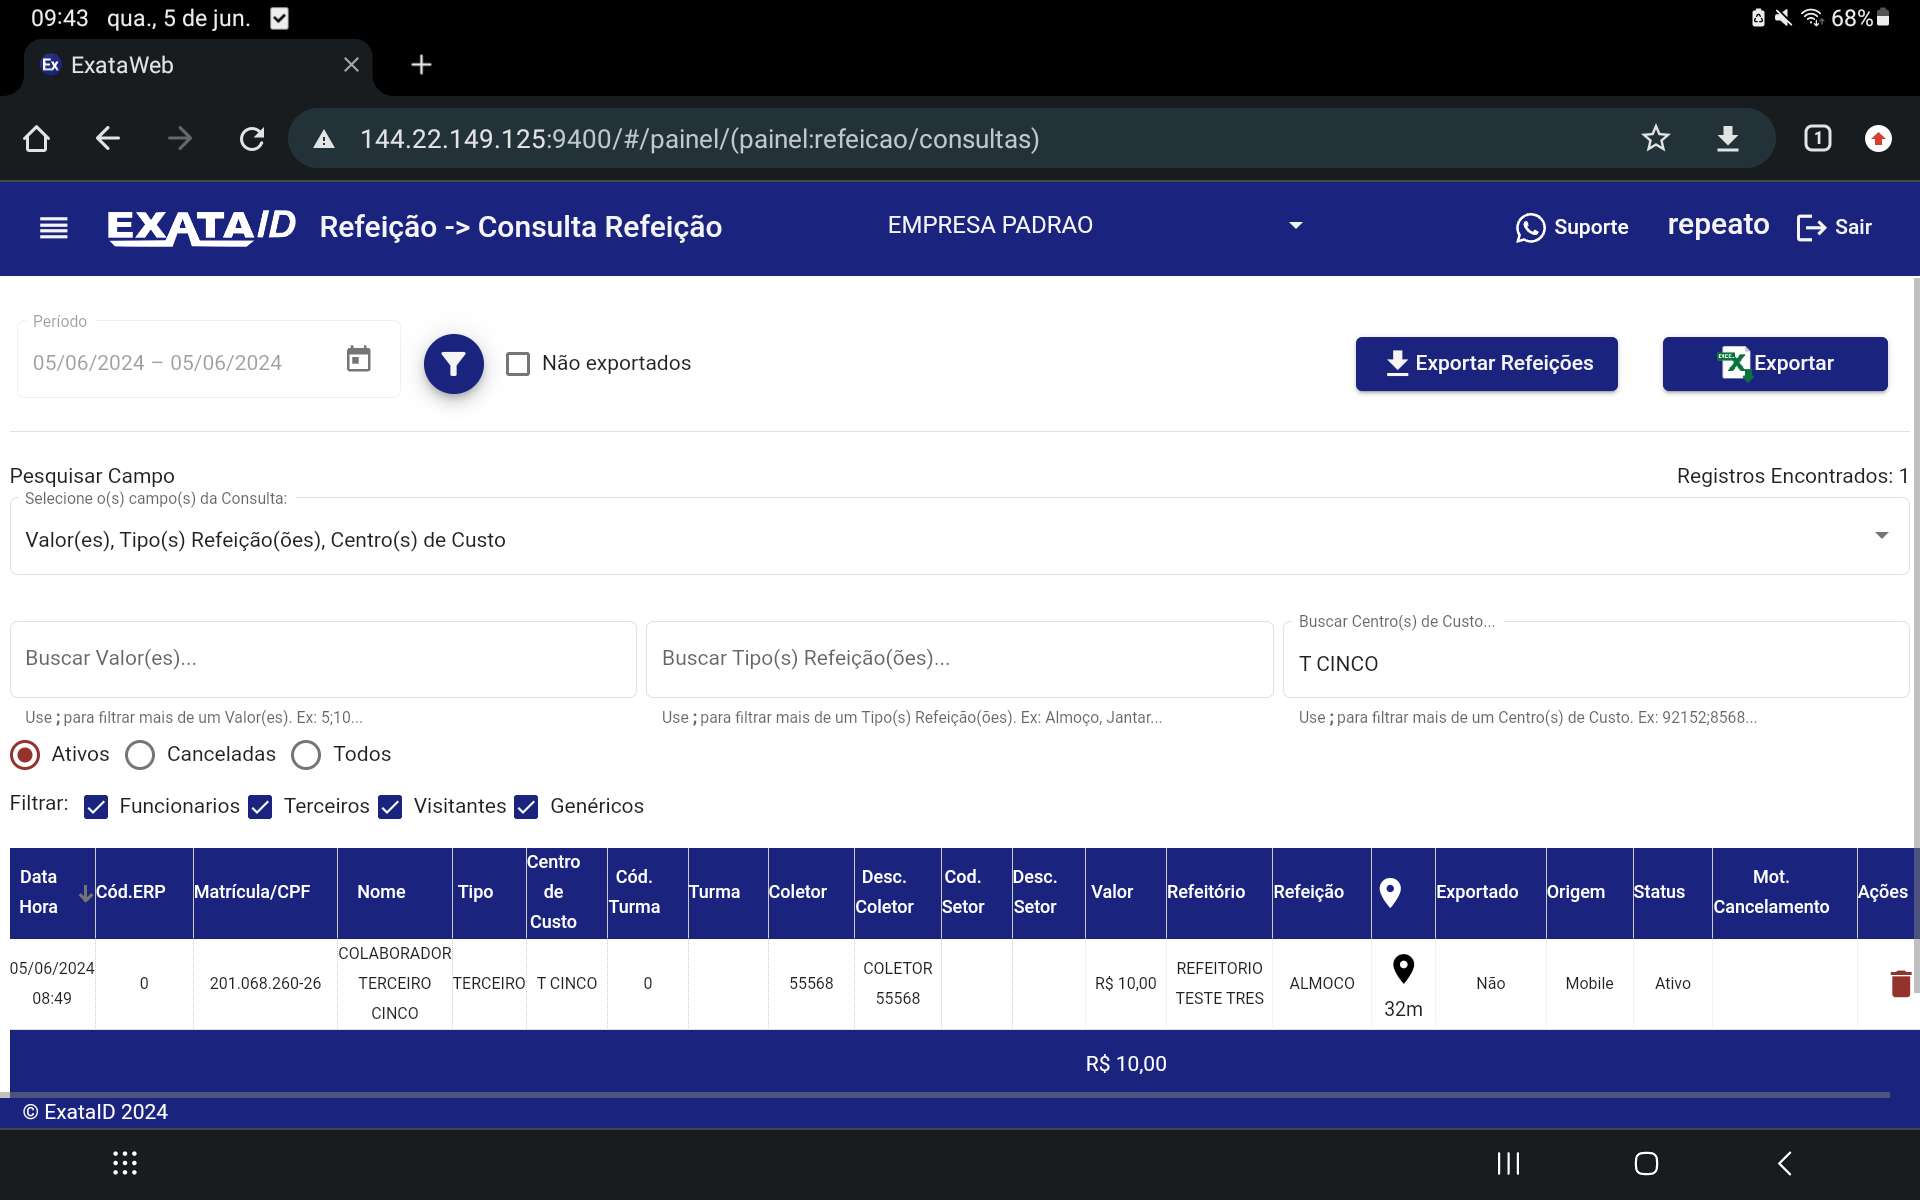 09:43 qua., 5 de jun. 68%
Ex ExataWeb
144.22.149.125:9400/#/painel/(painel:refeicao/consultas) 1
EXATAID Refeição -> Consulta Refeição EMPRESA PADRAO Suporte repeato Sair
Período
05/06/2024 – 05/06/2024 Não exportados Exportar Refeições Exportar
Pesquisar Campo Registros Encontrados: 1
Selecione o(s) campo(s) da Consulta:
Valor(es), Tipo(s) Refeição(ões), Centro(s) de Custo
Buscar Centro(s) de Custo...
Buscar Valor(es)... Buscar Tipo(s) Refeição(ões)... T CINCO
Use ; para filtrar mais de um Valor(es). Ex: 5;10... Use ; para filtrar mais de um Tipo(s) Refeição(ões). Ex: Almoço, Jantar... Use ; para filtrar mais de um Centro(s) de Custo. Ex: 92152;8568...
Ativos Canceladas Todos
Filtrar: Funcionarios Terceiros Visitantes Genéricos
Data Hora Cód.ERP Matrícula/CPF Nome Tipo Centro de Custo Cód. Turma Turma Coletor Desc. Coletor Cod. Setor Desc. Setor Valor Refeitório Refeição Exportado Origem Status Mot. Cancelamento Ações
05/06/2024 08:49 0 201.068.260-26 COLABORADOR TERCEIRO CINCO TERCEIRO T CINCO 0 55568 COLETOR 55568 R$ 10,00 REFEITORIO TESTE TRES ALMOCO 32m Não Mobile Ativo
R$ 10,00
© ExataID 2024